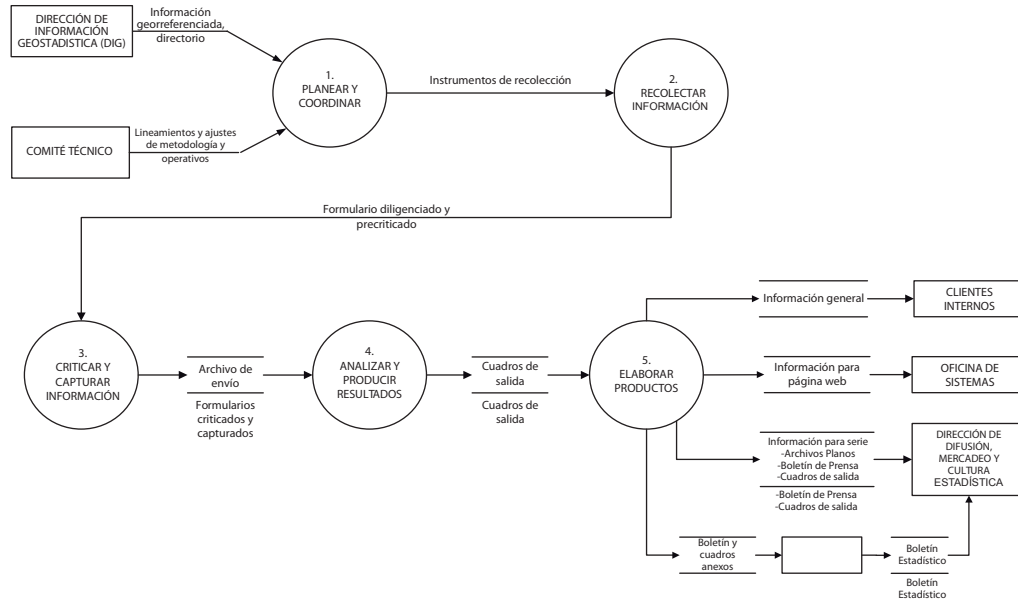 DIRECCIÓN DE
INFORMACIÓN
GEOSTADISTICA (DIG)
Información
georreferenciada,
directorio
COMITÉ TÉCNICO
Lineamientos y ajustes
de metodología y
operativos
1.
PLANEAR Y
COORDINAR
Instrumentos de recolección
2.
RECOLECTAR
INFORMACIÓN
Formulario diligenciado y
precriticado
3.
CRITICAR Y
CAPTURAR
INFORMACIÓN
Archivo de
envío
Formularios
criticados y
capturados
4.
ANALIZAR Y
PRODUCIR
RESULTADOS
Cuadros de
salida
Cuadros de
salida
5.
ELABORAR
PRODUCTOS
Información general
CLIENTES
INTERNOS
Información para
página web
OFICINA DE
SISTEMAS
Información para serie
-Archivos Planos
-Boletín de Prensa
-Cuadros de salida
-Boletín de Prensa
-Cuadros de salida
DIRECCIÓN DE
DIFUSIÓN,
MERCADEO Y
CULTURA
ESTADÍSTICA
Boletín y
cuadros
anexos
Boletín
Estadístico
Boletín
Estadístico